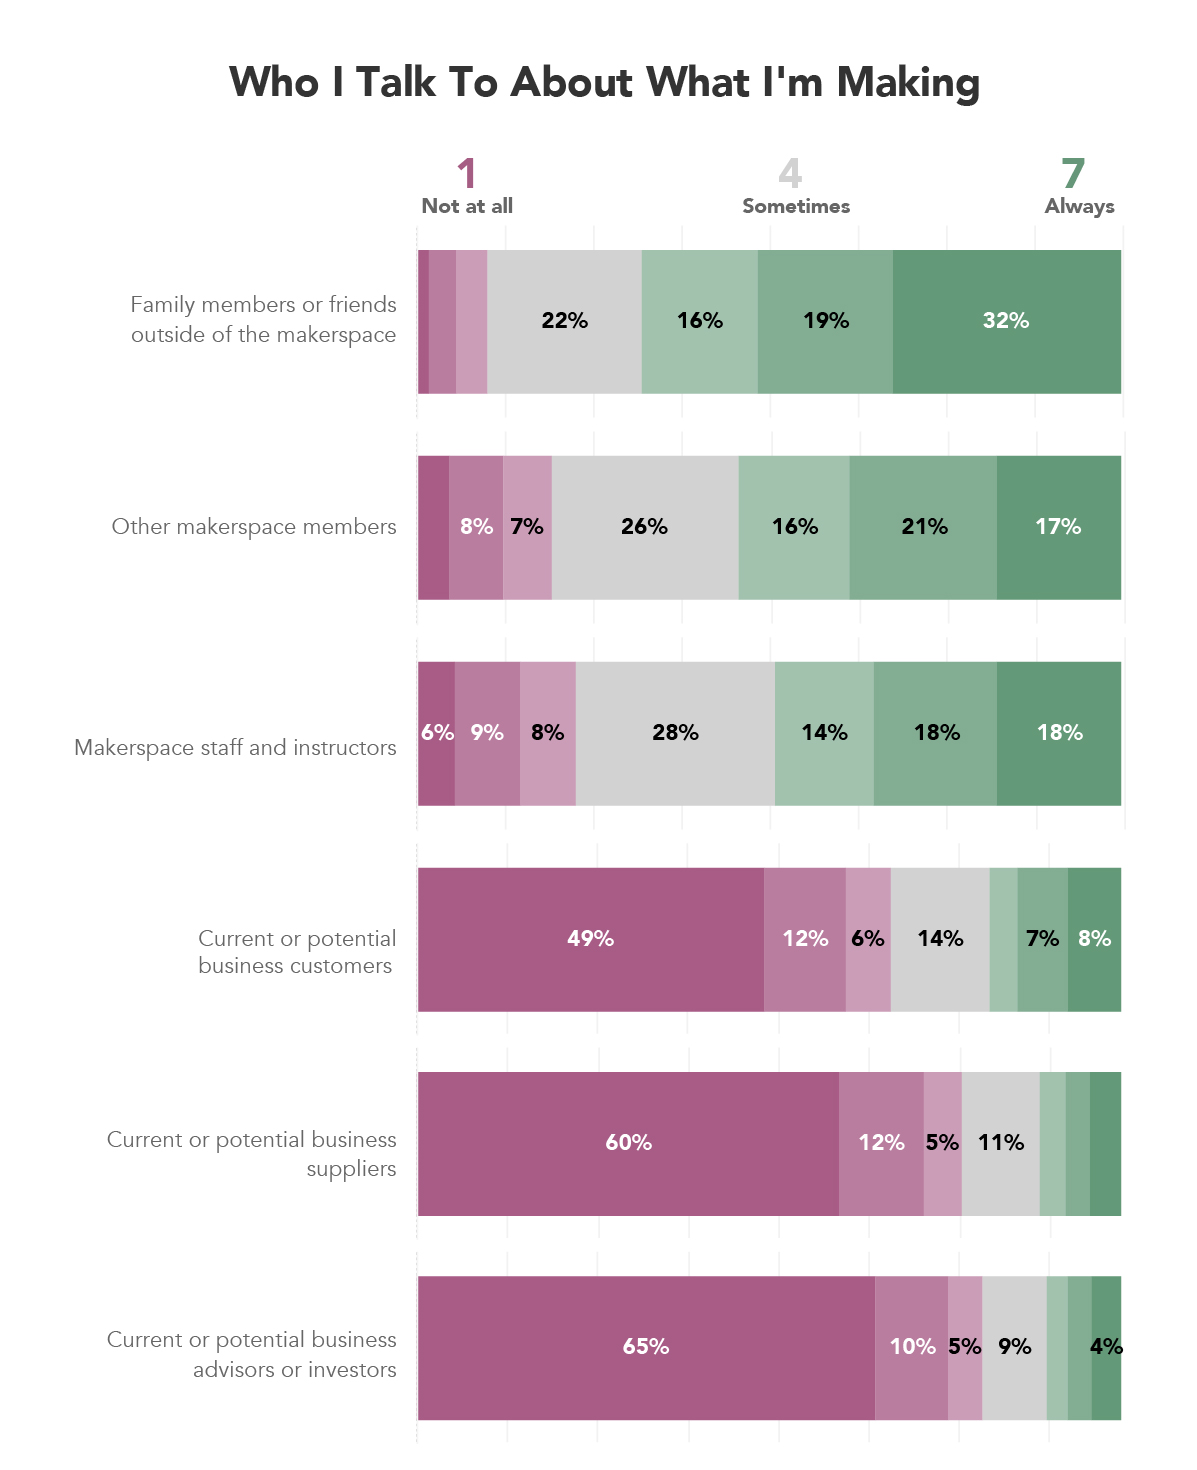 Who I Talk To About What I'm Making
1 4 7
Not at all Sometimes Always
Family members or friends
outside of the makerspace
22% 16% 19% 32%
Other makerspace members
8% 7% 26% 16% 21% 17%
Makerspace staff and instructors
6% 9% 8% 28% 14% 18% 18%
Current or potential
business customers
49% 12% 6% 14% 7% 8%
Current or potential business
suppliers
60% 12% 5% 11%
Current or potential business
advisors or investors
65% 10% 5% 9% 4%